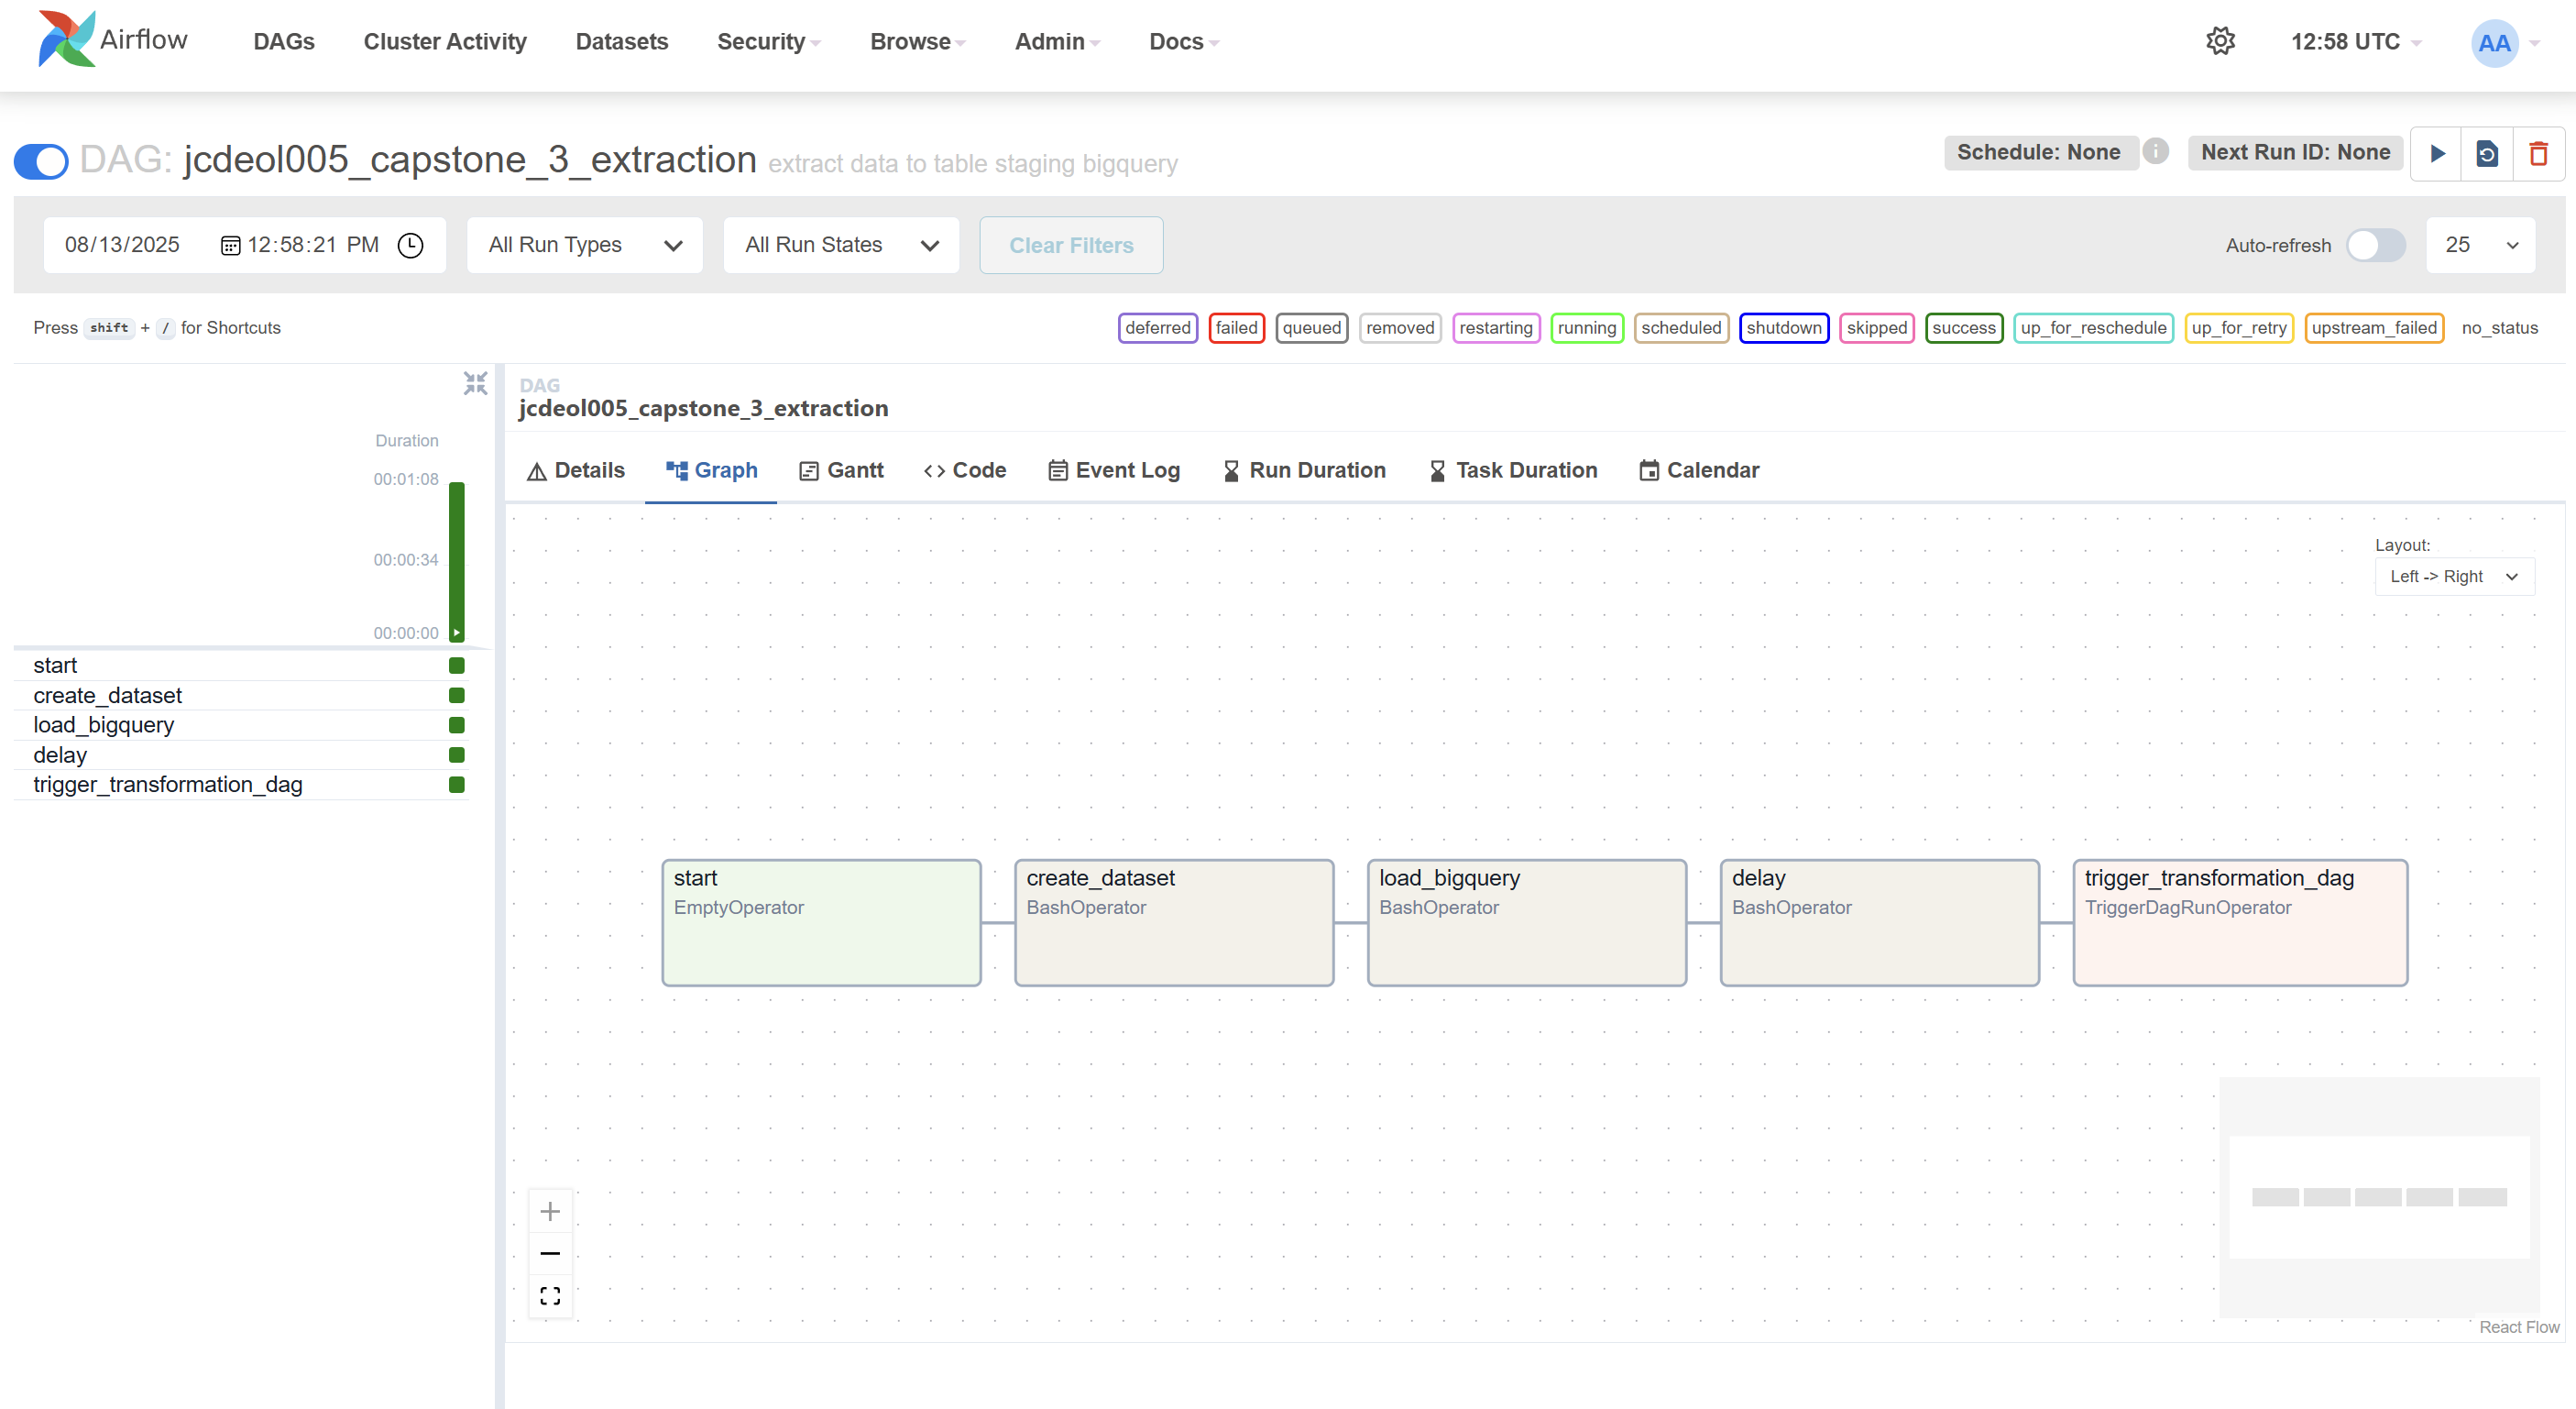 Airflow DAGs Cluster Activity Datasets Security Browse Admin Docs 12:58 UTC AA
DAG: jcdeol005_capstone_3_extraction extract data to table staging bigquery Schedule: None i Next Run ID: None
08/13/2025 12:58:21 PM All Run Types All Run States Clear Filters Auto-refresh 25
Press shift + / for Shortcuts deferred failed queued removed restarting running scheduled shutdown skipped success up_for_reschedule up_for_retry upstream_failed no_status
DAG
jcdeol005_capstone_3_extraction
Duration
00:01:08
00:00:34
00:00:00
start
create_dataset
load_bigquery
delay
trigger_transformation_dag
Details Graph Gantt Code Event Log Run Duration Task Duration Calendar
Layout:
Left -> Right
start
EmptyOperator
create_dataset
BashOperator
load_bigquery
BashOperator
delay
BashOperator
trigger_transformation_dag
TriggerDagRunOperator
React Flow